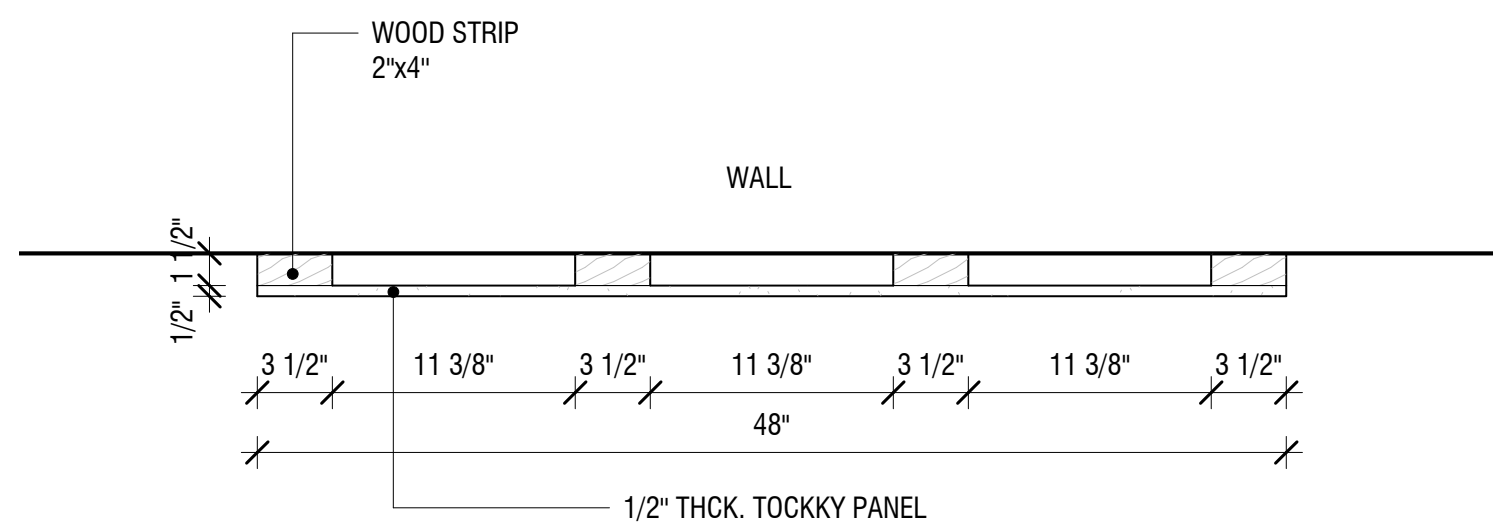 WOOD STRIP
2"x4"
WALL
1 1/2"
1/2"
3 1/2" 11 3/8" 3 1/2" 11 3/8" 3 1/2" 11 3/8" 3 1/2"
48"
1/2" THCK. TOCKKY PANEL